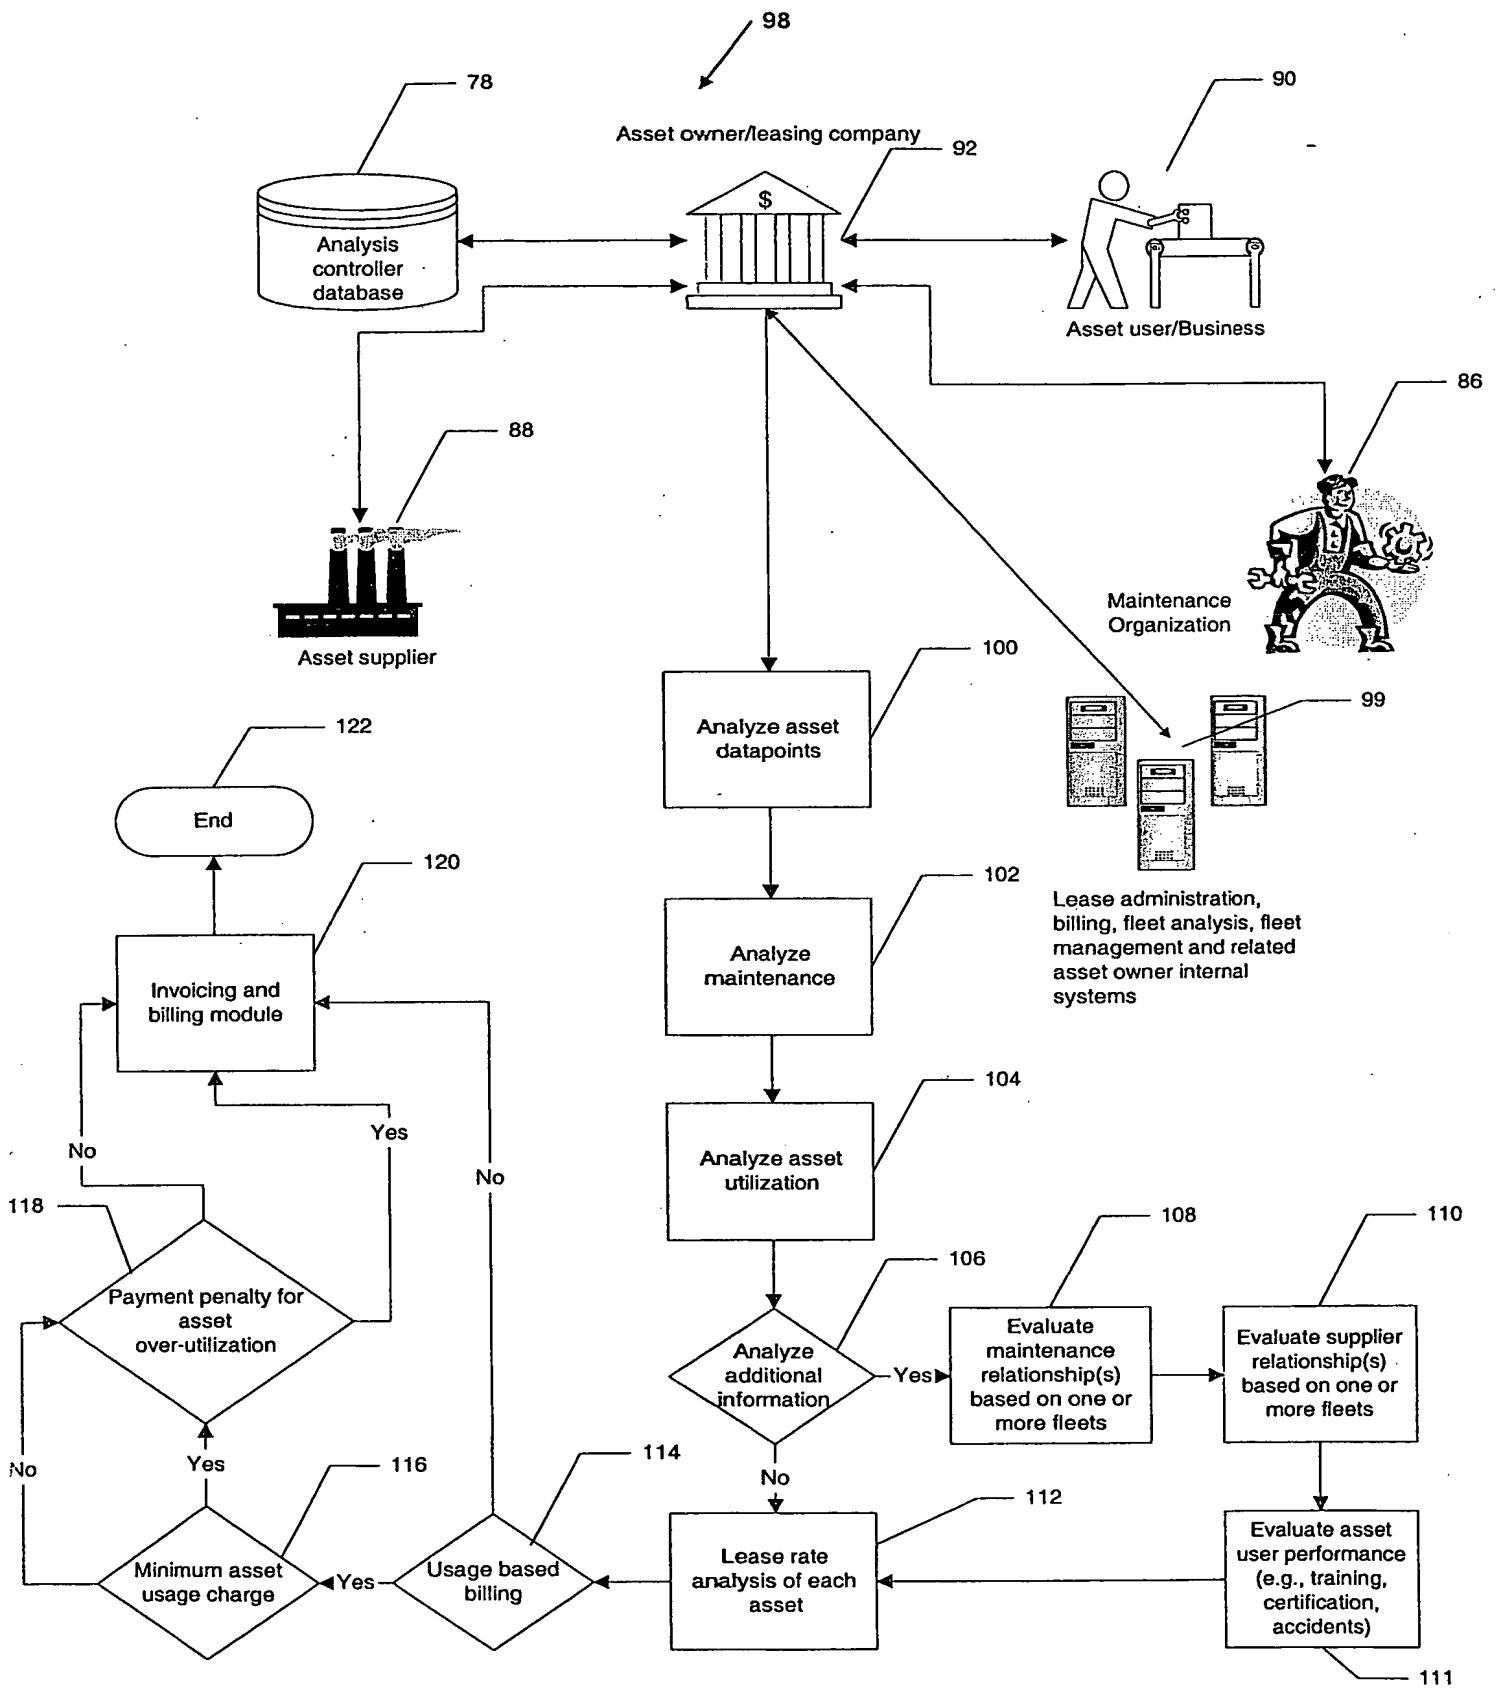 98
78
90
Asset owner/leasing company
92
$
Analysis
controller
database
Asset user/Business
86
88
Maintenance
Organization
Asset supplier
100
99
Analyze asset
datapoints
122
End
120
102
Lease administration,
billing, fleet analysis, fleet
management and related
asset owner internal
systems
Analyze
maintenance
Invoicing and
billing module
104
Yes
No
No
Analyze asset
utilization
118
108
110
106
Payment penalty for
asset
over-utilization
Analyze
additional
information
Yes
Evaluate
maintenance
relationship(s)
based on one or
more fleets
Evaluate supplier
relationship(s)
based on one or
more fleets
No
Yes
116
114
No
112
Minimum asset
usage charge
Yes
Usage based
billing
Lease rate
analysis of each
asset
Evaluate asset
user performance
(e.g., training,
certification,
accidents)
111